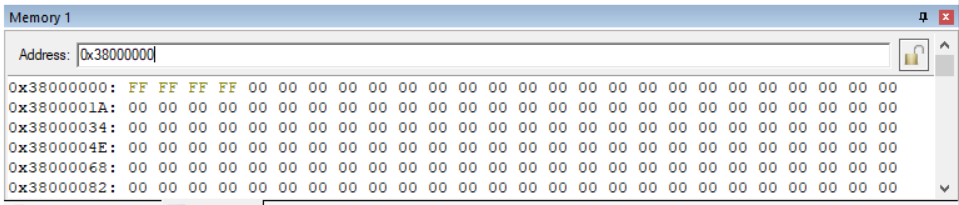 Memory 1
Address: 0x38000000
0x38000000: FF FF FF FF 00 00 00 00 00 00 00 00 00 00 00 00 00 00 00 00 00 00 00 00 00 00
0x3800001A: 00 00 00 00 00 00 00 00 00 00 00 00 00 00 00 00 00 00 00 00 00 00 00 00 00 00
0x38000034: 00 00 00 00 00 00 00 00 00 00 00 00 00 00 00 00 00 00 00 00 00 00 00 00 00 00
0x3800004E: 00 00 00 00 00 00 00 00 00 00 00 00 00 00 00 00 00 00 00 00 00 00 00 00 00 00
0x38000068: 00 00 00 00 00 00 00 00 00 00 00 00 00 00 00 00 00 00 00 00 00 00 00 00 00 00
0x38000082: 00 00 00 00 00 00 00 00 00 00 00 00 00 00 00 00 00 00 00 00 00 00 00 00 00 00